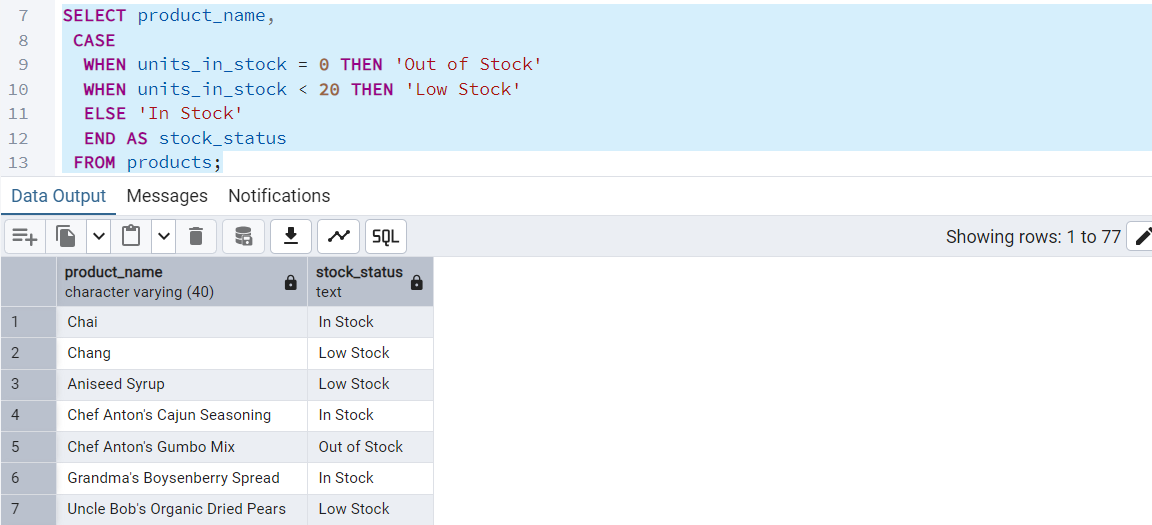 7 SELECT product_name,
8 CASE
9 WHEN units_in_stock = 0 THEN 'Out of Stock'
10 WHEN units_in_stock < 20 THEN 'Low Stock'
11 ELSE 'In Stock'
12 END AS stock_status
13 FROM products;
Data Output Messages Notifications
SQL Showing rows: 1 to 77
product_name stock_status
character varying (40) text
1 Chai In Stock
2 Chang Low Stock
3 Aniseed Syrup Low Stock
4 Chef Anton's Cajun Seasoning In Stock
5 Chef Anton's Gumbo Mix Out of Stock
6 Grandma's Boysenberry Spread In Stock
7 Uncle Bob's Organic Dried Pears Low Stock